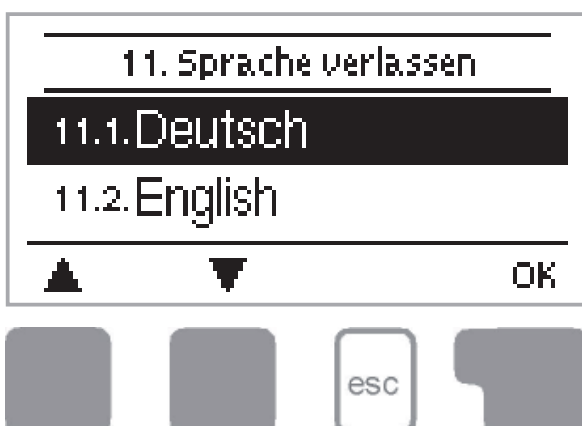 11. Sprache verlassen
11.1. Deutsch
11.2. English
OK
esc